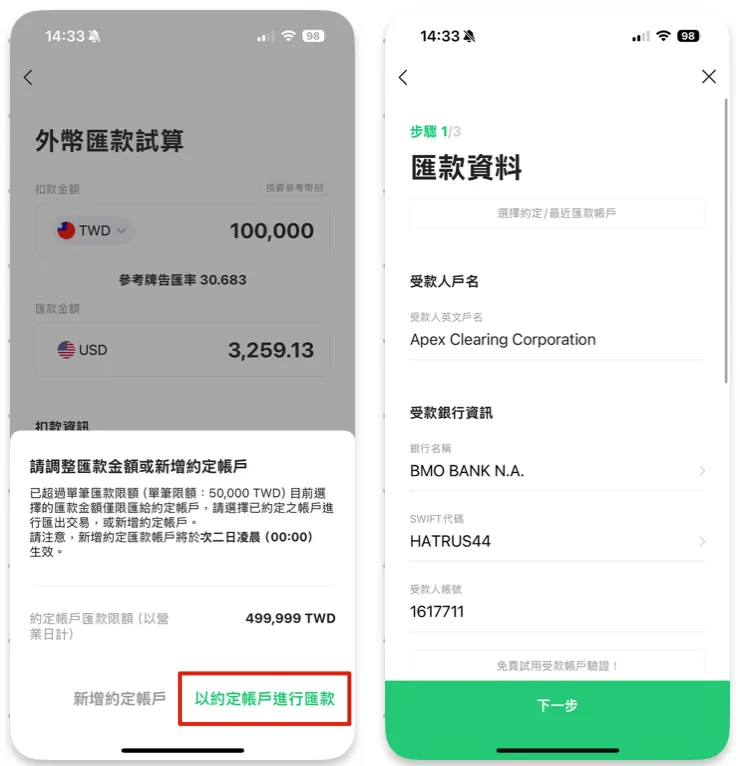 14:33
98
外幣匯款試算
扣款金額
換算參考幣別
TWD
100,000
參考牌告匯率 30.683
匯款金額
USD
3,259.13
扣款資訊
請調整匯款金額或新增約定帳戶
已超過單筆匯款限額 (單筆限額：50,000 TWD) 目前選
擇的匯款金額僅限匯給約定帳戶，請選擇已約定之帳戶進
行匯出交易，或新增約定帳戶。
請注意，新增約定匯款帳戶將於次二日凌晨 (00:00)
生效。
約定帳戶匯款限額 (以營
業日計)
499,999 TWD
新增約定帳戶
以約定帳戶進行匯款
14:33
98
步驟 1/3
匯款資料
選擇約定/最近匯款帳戶
受款人戶名
受款人英文戶名
Apex Clearing Corporation
受款銀行資訊
銀行名稱
BMO BANK N.A.
SWIFT代碼
HATRUS44
受款人帳號
1617711
免費試用受款帳戶驗證！
下一步